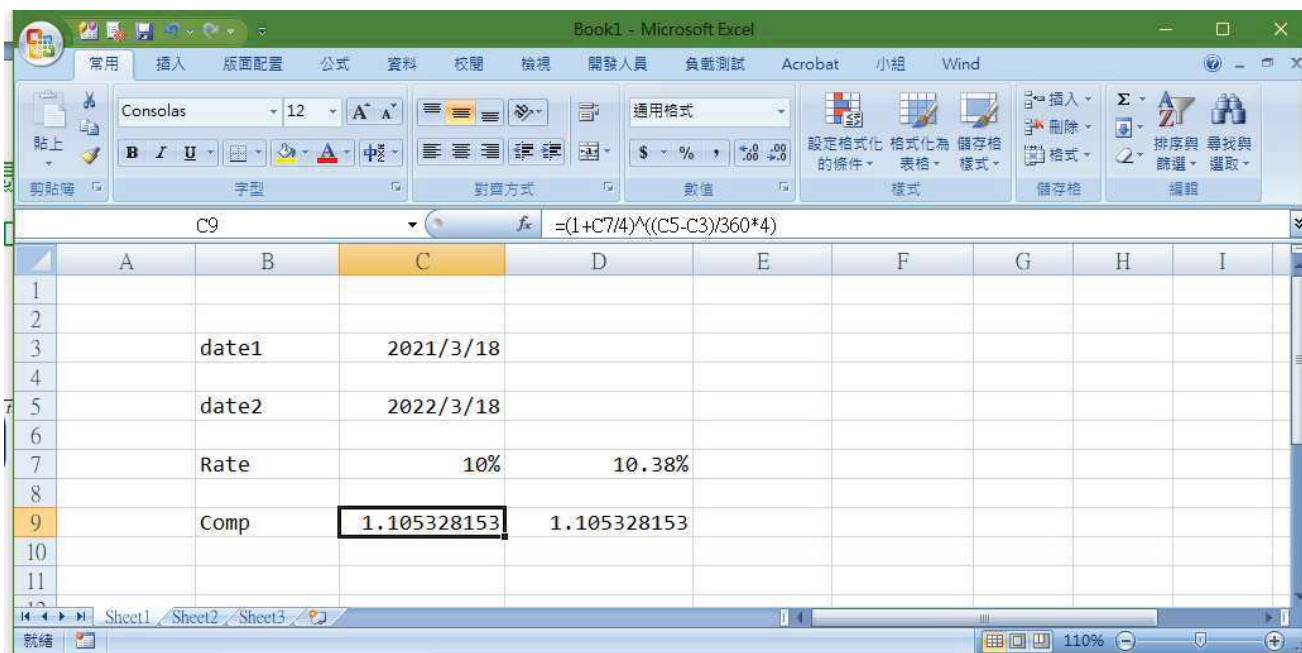 Book1 - Microsoft Excel
常用 插入 版面配置 公式 資料 校閱 檢視 開發人員 負載測試 Acrobat 小組 Wind
貼上
剪貼簿
Consolas 12
B I U
字型
對齊方式
通用格式
$ % ,
數值
設定格式化的條件
格式化為表格
儲存格樣式
樣式
插入
刪除
格式
儲存格
Σ
排序與篩選
尋找與選取
編輯
C9 fx =(1+C7/4)^((C5-C3)/360*4)
A B C D E F G H I
1
2
3 date1 2021/3/18
4
5 date2 2022/3/18
6
7 Rate 10% 10.38%
8
9 Comp 1.105328153 1.105328153
10
11
Sheet1 Sheet2 Sheet3
就緒 110%